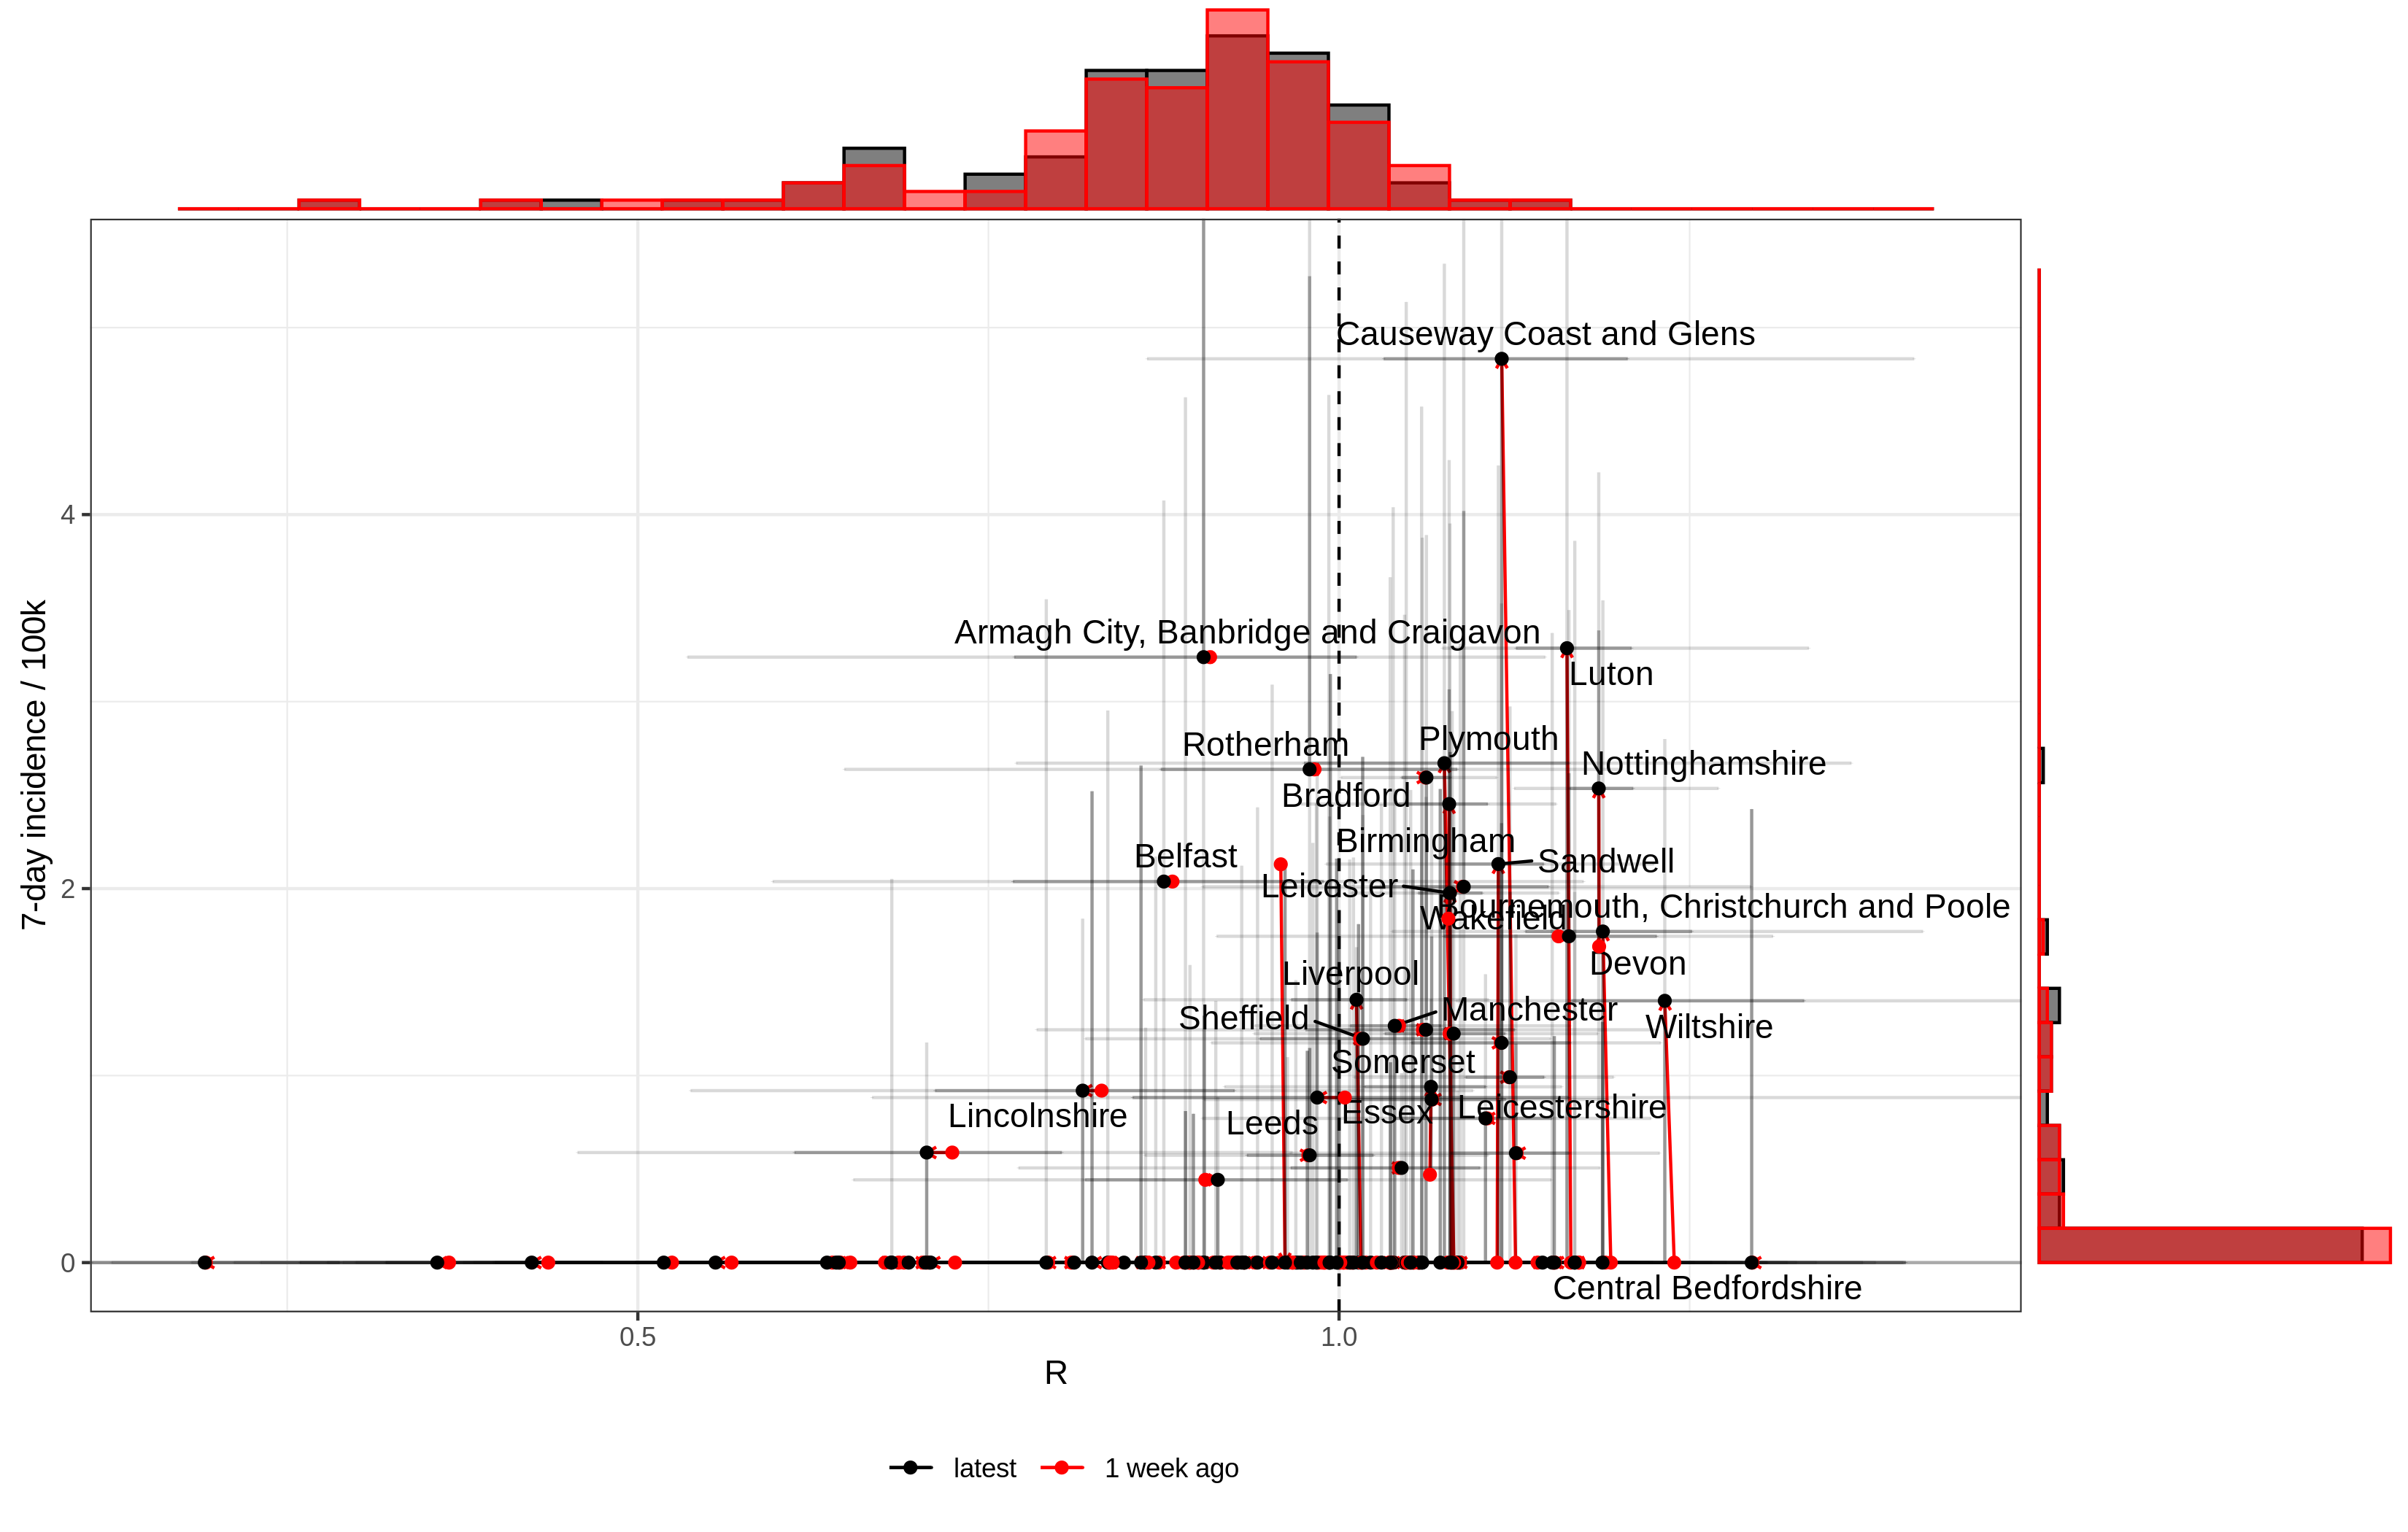 Causeway Coast and Glens
4
7-day incidence / 100k
Armagh City, Banbridge and Craigavon
Luton
Rotherham
Plymouth
Nottinghamshire
Bradford
Birmingham
Belfast
Sandwell
2
Leicester
Bournemouth, Christchurch and Poole
Wakefield
Devon
Liverpool
Manchester
Sheffield
Wiltshire
Somerset
Lincolnshire
Leeds
Essex
Leicestershire
0
Central Bedfordshire
0.5
1.0
R
latest
1 week ago